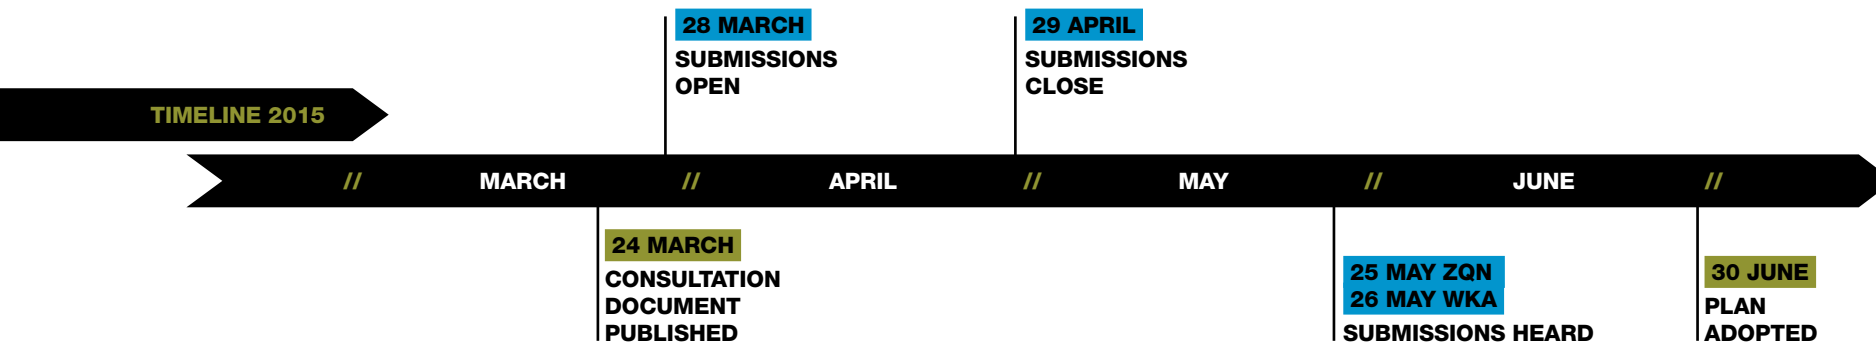 28 MARCH
SUBMISSIONS
OPEN
29 APRIL
SUBMISSIONS
CLOSE
TIMELINE 2015
// MARCH // APRIL // MAY // JUNE //
24 MARCH
CONSULTATION
DOCUMENT
PUBLISHED
25 MAY ZQN
26 MAY WKA
SUBMISSIONS HEARD
30 JUNE
PLAN
ADOPTED